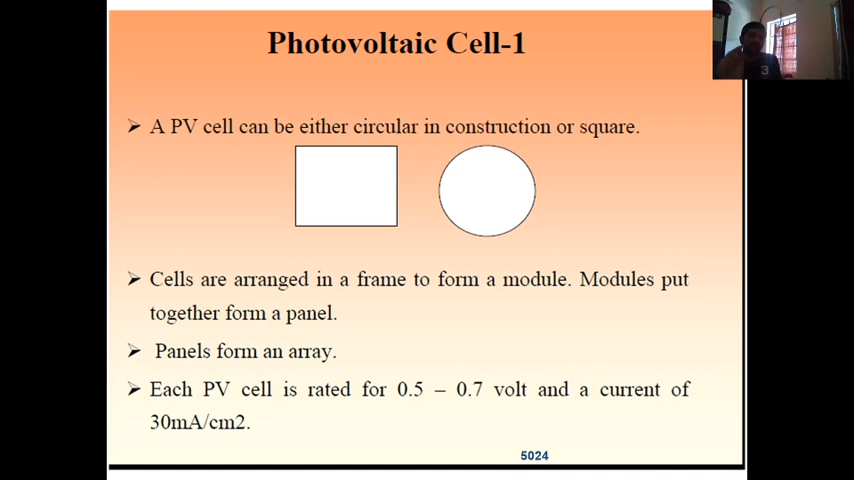 Photovoltaic Cell-1
➢ A PV cell can be either circular in construction or square.
➢ Cells are arranged in a frame to form a module. Modules put
together form a panel.
➢ Panels form an array.
➢ Each PV cell is rated for 0.5 – 0.7 volt and a current of
30mA/cm2.
5024
3